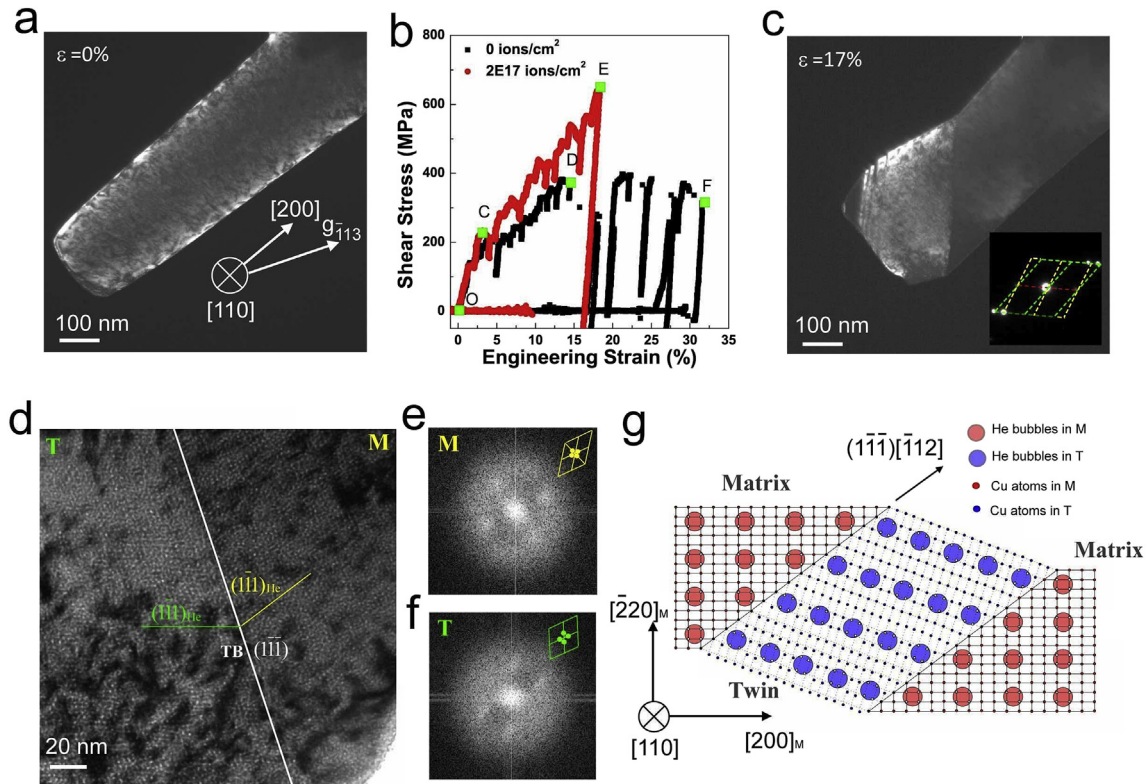 a
ε=0%
[200]
g₁̄₁₃
[110]
100 nm
b
800
600
400
200
0
0 ions/cm²
2E17 ions/cm²
E
D
C
F
O
Shear Stress (MPa)
0 5 10 15 20 25 30 35
Engineering Strain (%)
c
ε=17%
100 nm
d
T
M
(11̄1)He
(111)He
TB
(11̄1̄)
20 nm
e
M
f
T
g
He bubbles in M
He bubbles in T
Cu atoms in M
Cu atoms in T
(11̄1̄)[1̄12]
Matrix
Matrix
[2̄20]M
Twin
[110]
[200]M